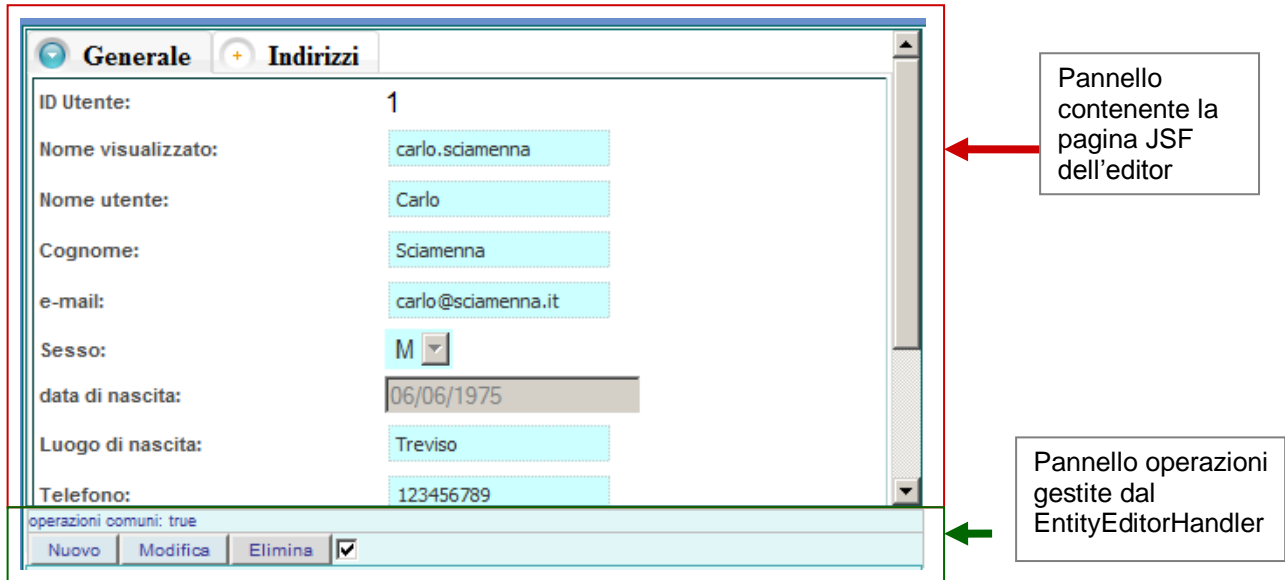 Generale Indirizzi
ID Utente: 1
Nome visualizzato: carlo.sciamenna
Nome utente: Carlo
Cognome: Sciamenna
e-mail: carlo@sciamenna.it
Sesso: M
data di nascita: 06/06/1975
Luogo di nascita: Treviso
Telefono: 123456789
operazioni comuni: true
Nuovo Modifica Elimina
Pannello
contenente la
pagina JSF
dell'editor
Pannello operazioni
gestite dal
EntityEditorHandler